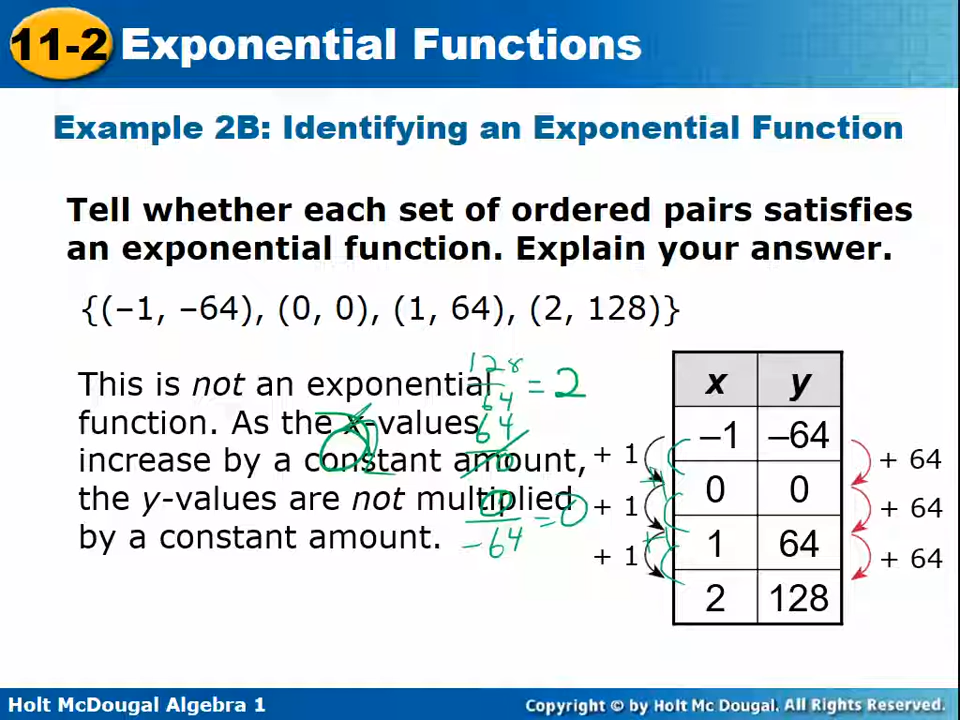 11-2 Exponential Functions
Example 2B: Identifying an Exponential Function
Tell whether each set of ordered pairs satisfies
an exponential function. Explain your answer.
{(–1, –64), (0, 0), (1, 64), (2, 128)}
This is not an exponential
function. As the x-values
increase by a constant amount,
the y-values are not multiplied
by a constant amount.
128
64
= 2
64
0
0
-64
= 0
x y
–1 –64
0 0
1 64
2 128
+ 1
+ 1
+ 1
+ 64
+ 64
+ 64
Holt McDougal Algebra 1
Copyright © by Holt Mc Dougal. All Rights Reserved.